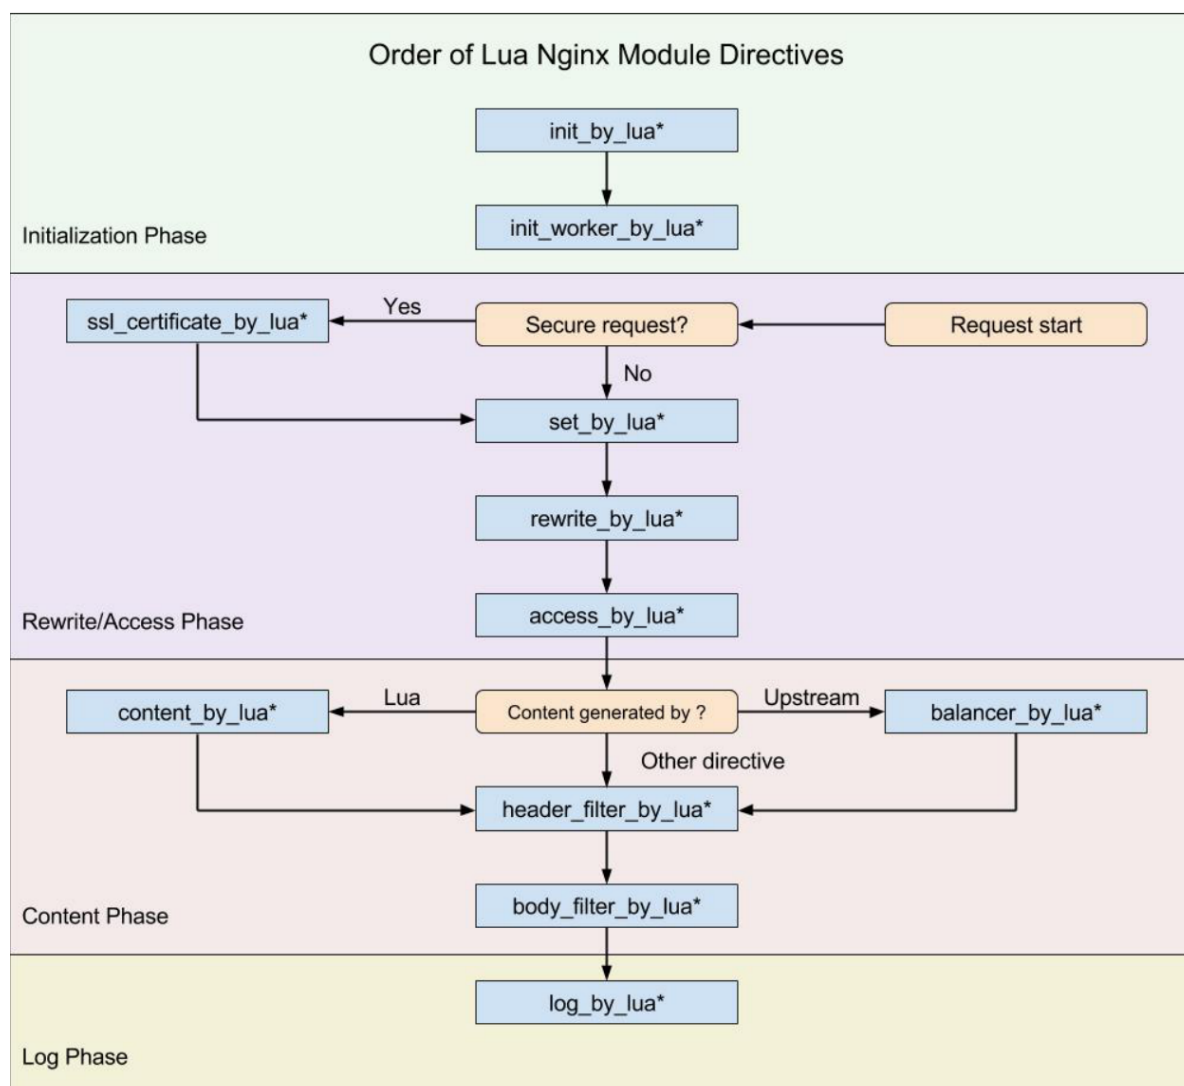 Order of Lua Nginx Module Directives
init_by_lua*
init_worker_by_lua*
Initialization Phase
ssl_certificate_by_lua*
Yes
Secure request?
Request start
No
set_by_lua*
rewrite_by_lua*
access_by_lua*
Rewrite/Access Phase
content_by_lua*
Lua
Content generated by ?
Upstream
balancer_by_lua*
Other directive
header_filter_by_lua*
body_filter_by_lua*
Content Phase
log_by_lua*
Log Phase